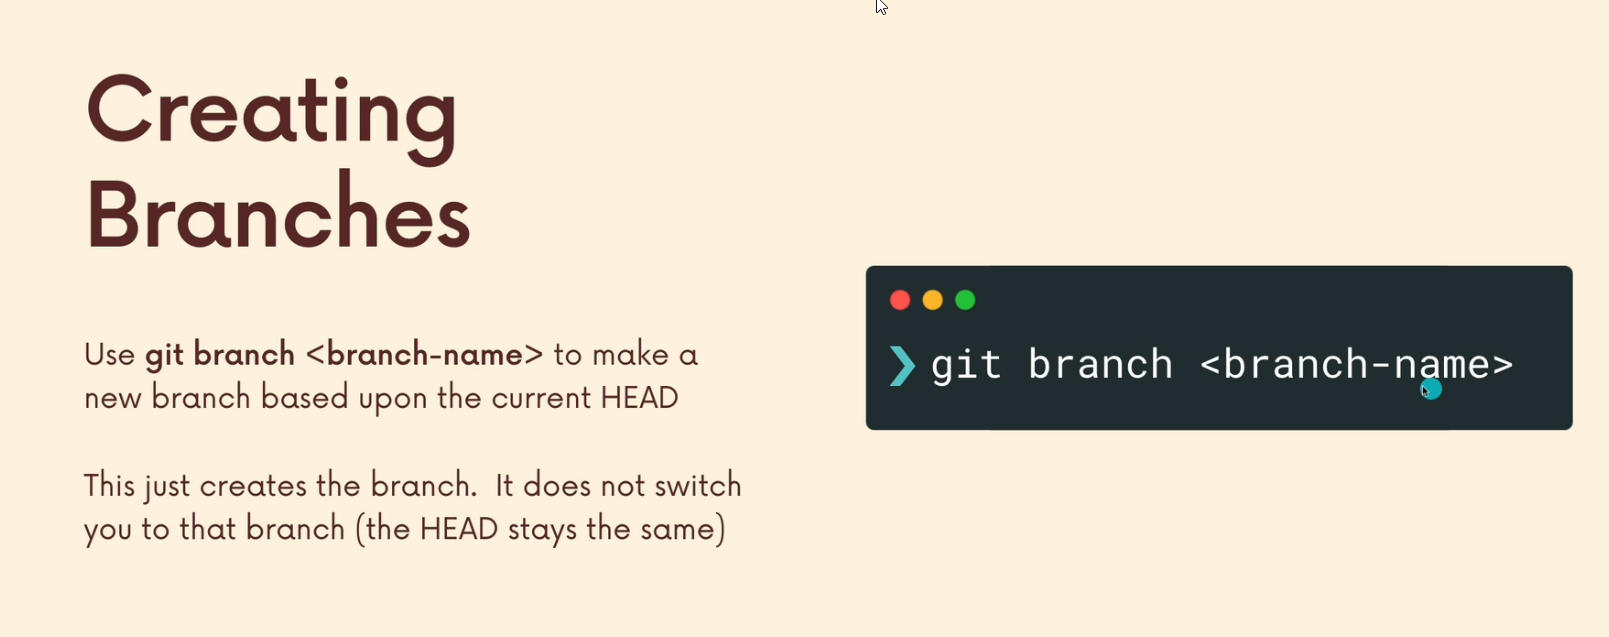 Creating
Branches
Use git branch <branch-name> to make a
new branch based upon the current HEAD
This just creates the branch.  It does not switch
you to that branch (the HEAD stays the same)
❯ git branch <branch-name>